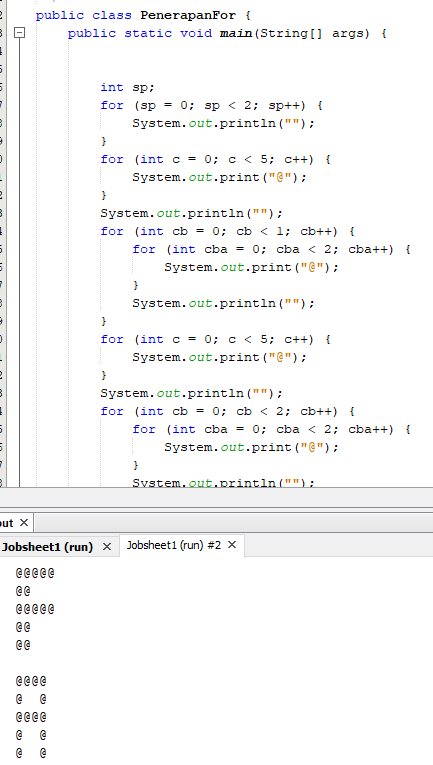 public class PenerapanFor {
public static void main(String[] args) {
int sp;
for (sp = 0; sp < 2; sp++) {
System.out.println("");
}
for (int c = 0; c < 5; c++) {
System.out.print("@");
}
System.out.println("");
for (int cb = 0; cb < 1; cb++) {
for (int cba = 0; cba < 2; cba++) {
System.out.print("@");
}
System.out.println("");
}
for (int c = 0; c < 5; c++) {
System.out.print("@");
}
System.out.println("");
for (int cb = 0; cb < 2; cb++) {
for (int cba = 0; cba < 2; cba++) {
System.out.print("@");
}
System.out.println("");
Jobsheet1 (run) Jobsheet1 (run) #2
@@@@@
@@
@@@@@
@@
@@
@@@@
@  @
@@@@
@  @
@  @